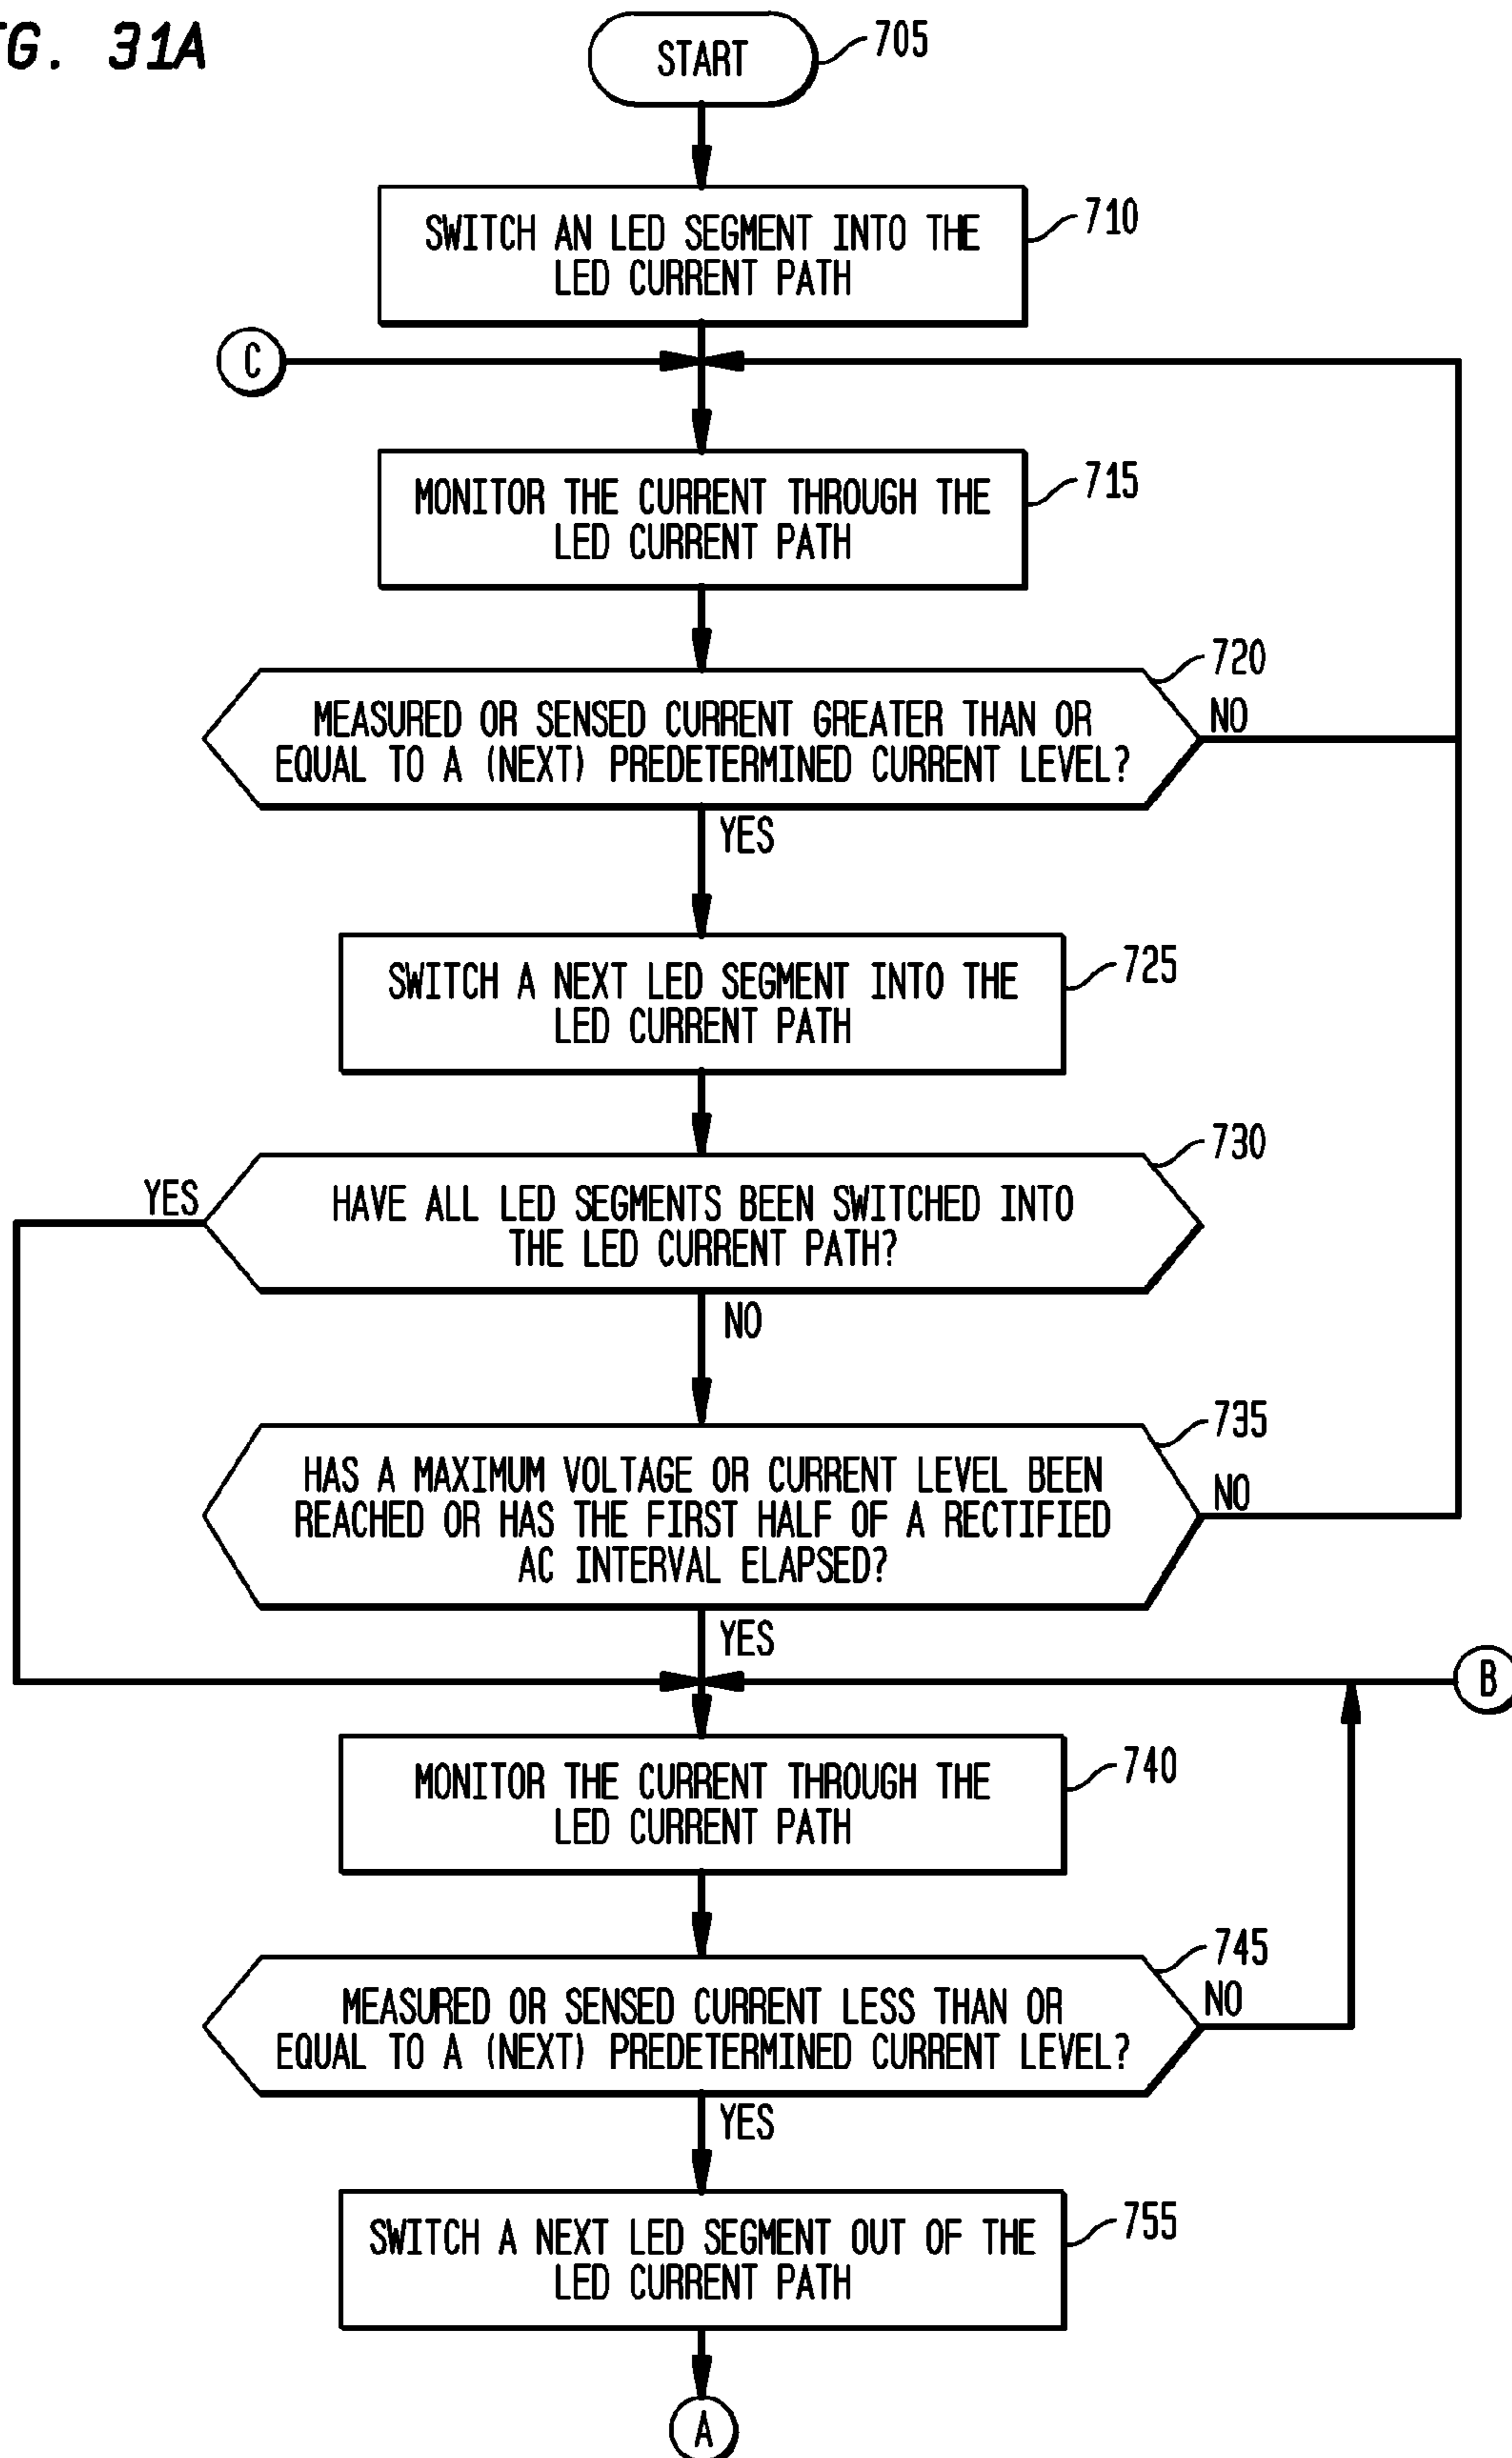 G. 31A
START
705
SWITCH AN LED SEGMENT INTO THE
LED CURRENT PATH
710
C
MONITOR THE CURRENT THROUGH THE
LED CURRENT PATH
715
720
MEASURED OR SENSED CURRENT GREATER THAN OR
EQUAL TO A (NEXT) PREDETERMINED CURRENT LEVEL?
NO
YES
SWITCH A NEXT LED SEGMENT INTO THE
LED CURRENT PATH
725
730
YES
HAVE ALL LED SEGMENTS BEEN SWITCHED INTO
THE LED CURRENT PATH?
NO
735
HAS A MAXIMUM VOLTAGE OR CURRENT LEVEL BEEN
REACHED OR HAS THE FIRST HALF OF A RECTIFIED
AC INTERVAL ELAPSED?
NO
YES
B
MONITOR THE CURRENT THROUGH THE
LED CURRENT PATH
740
745
MEASURED OR SENSED CURRENT LESS THAN OR
EQUAL TO A (NEXT) PREDETERMINED CURRENT LEVEL?
NO
YES
SWITCH A NEXT LED SEGMENT OUT OF THE
LED CURRENT PATH
755
A